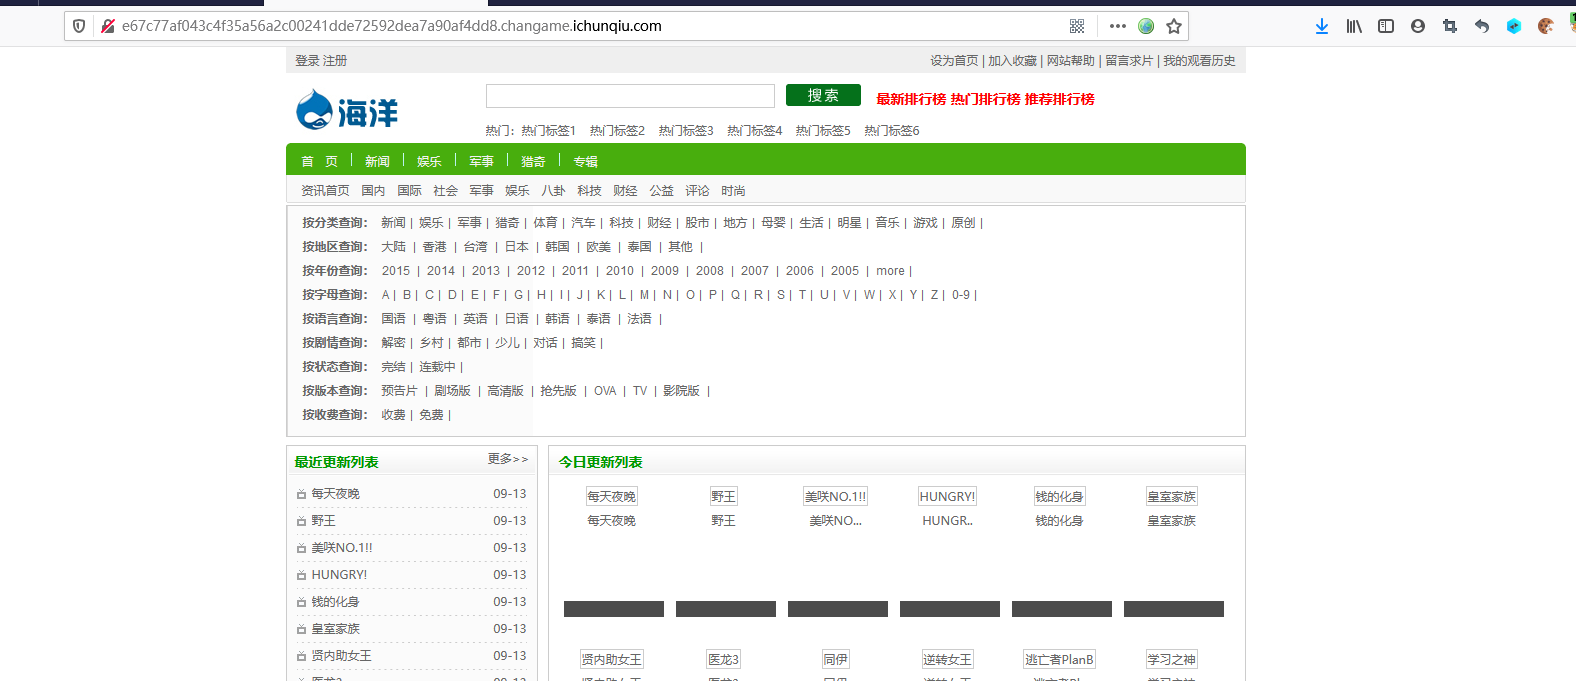 e67c77af043c4f35a56a2c00241dde72592dea7a90af4dd8.changame.ichunqiu.com
登录 注册
设为首页 | 加入收藏 | 网站帮助 | 留言求片 | 我的观看历史
海洋
搜索
最新排行榜 热门排行榜 推荐排行榜
热门: 热门标签1 热门标签2 热门标签3 热门标签4 热门标签5 热门标签6
首 页 新闻 娱乐 军事 猎奇 专辑
资讯首页 国内 国际 社会 军事 娱乐 八卦 科技 财经 公益 评论 时尚
按分类查询: 新闻 | 娱乐 | 军事 | 猎奇 | 体育 | 汽车 | 科技 | 财经 | 股市 | 地方 | 母婴 | 生活 | 明星 | 音乐 | 游戏 | 原创 |
按地区查询: 大陆 | 香港 | 台湾 | 日本 | 韩国 | 欧美 | 泰国 | 其他 |
按年份查询: 2015 | 2014 | 2013 | 2012 | 2011 | 2010 | 2009 | 2008 | 2007 | 2006 | 2005 | more |
按字母查询: A | B | C | D | E | F | G | H | I | J | K | L | M | N | O | P | Q | R | S | T | U | V | W | X | Y | Z | 0-9 |
按语言查询: 国语 | 粤语 | 英语 | 日语 | 韩语 | 泰语 | 法语 |
按剧情查询: 解密 | 乡村 | 都市 | 少儿 | 对话 | 搞笑 |
按状态查询: 完结 | 连载中 |
按版本查询: 预告片 | 剧场版 | 高清版 | 抢先版 | OVA | TV | 影院版 |
按收费查询: 收费 | 免费 |
最近更新列表 更多>>
每天夜晚 09-13
野王 09-13
美咲NO.1!! 09-13
HUNGRY! 09-13
钱的化身 09-13
皇室家族 09-13
贤内助女王 09-13
医龙3 09-13
今日更新列表
每天夜晚 野王 美咲NO.1!! HUNGRY! 钱的化身 皇室家族
每天夜晚 野王 美咲NO... HUNGR.. 钱的化身 皇室家族
贤内助女王 医龙3 同伊 逆转女王 逃亡者PlanB 学习之神